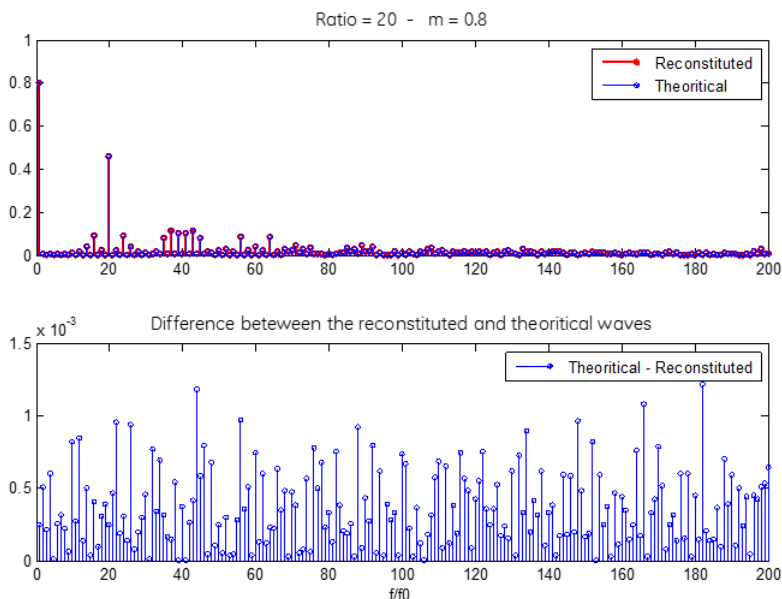 Ratio = 20 - m = 0.8
1
0.8
0.6
0.4
0.2
0
Reconstituted
Theoritical
0 20 40 60 80 100 120 140 160 180 200
Difference beteween the reconstituted and theoritical waves
x 10⁻³
1.5
1
0.5
0
Theoritical - Reconstituted
0 20 40 60 80 100 120 140 160 180 200
f/f0